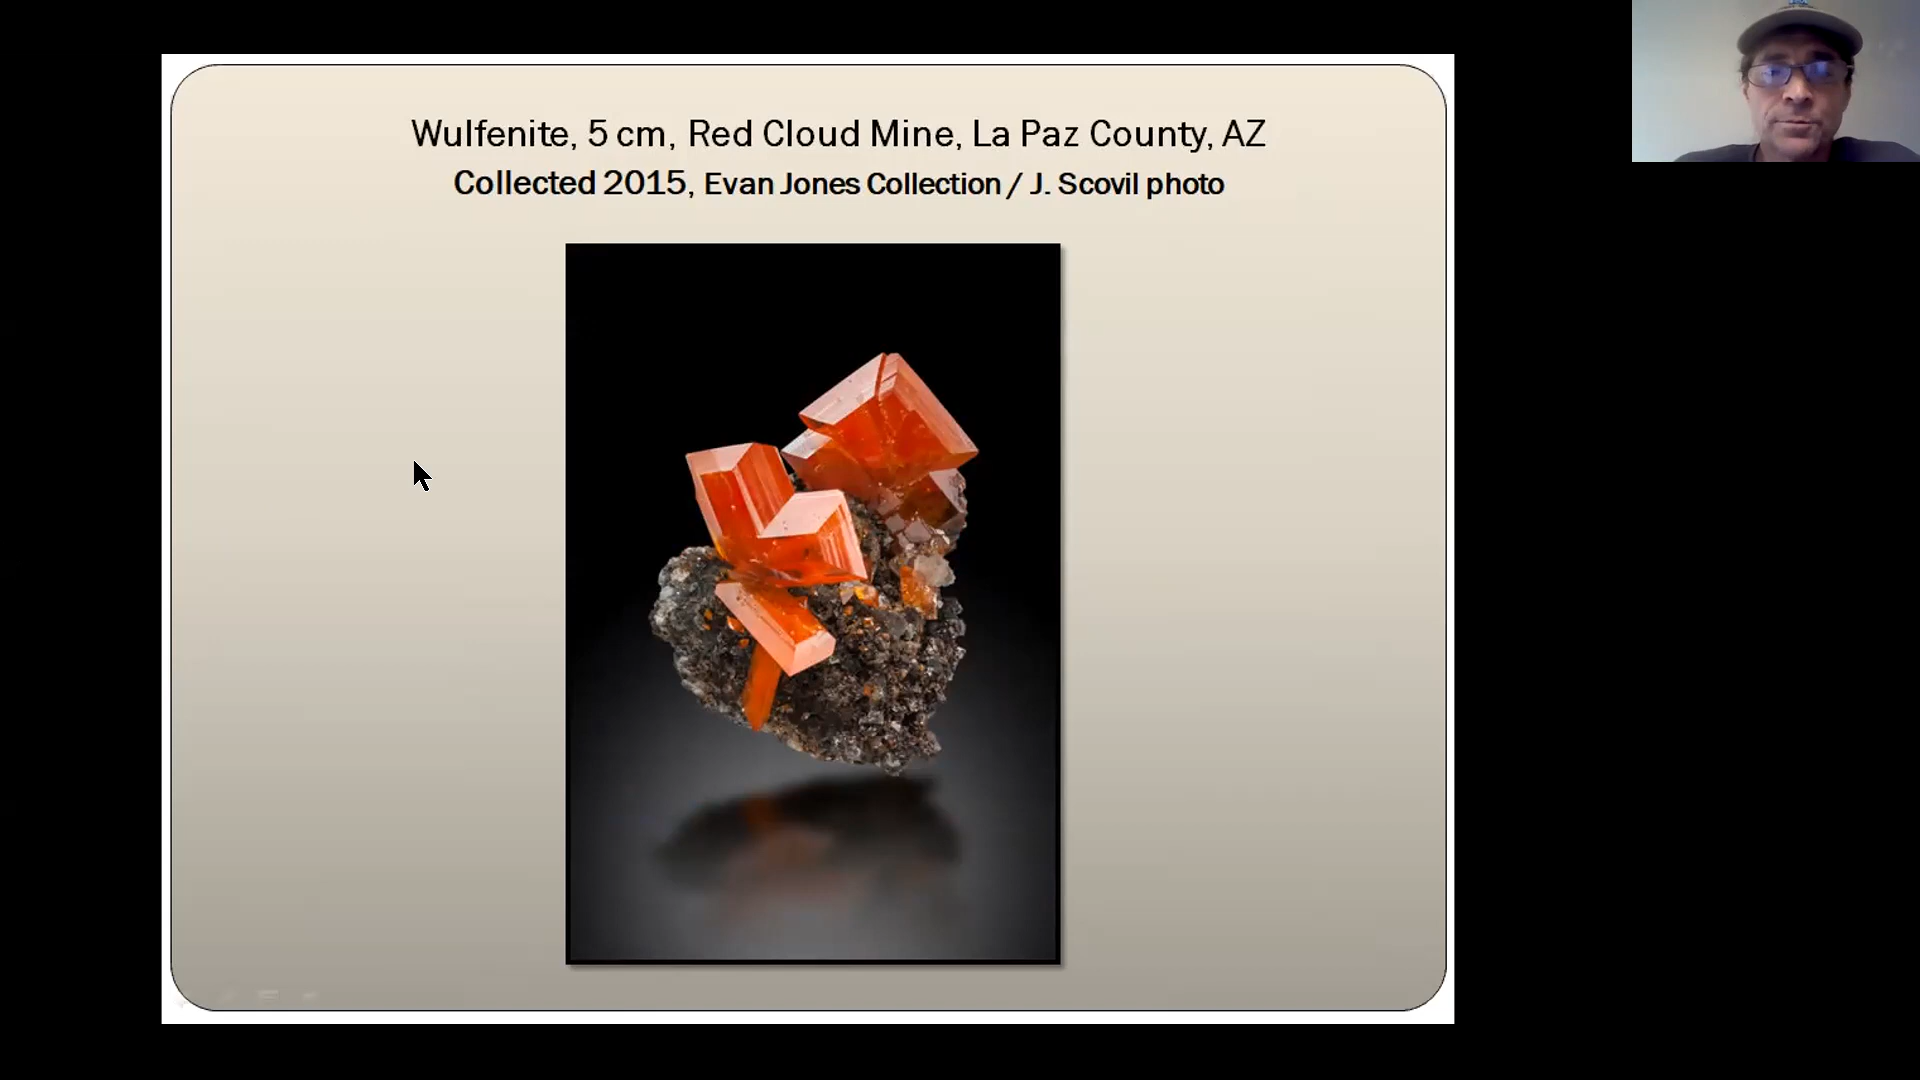 Wulfenite, 5 cm, Red Cloud Mine, La Paz County, AZ
Collected 2015, Evan Jones Collection / J. Scovil photo